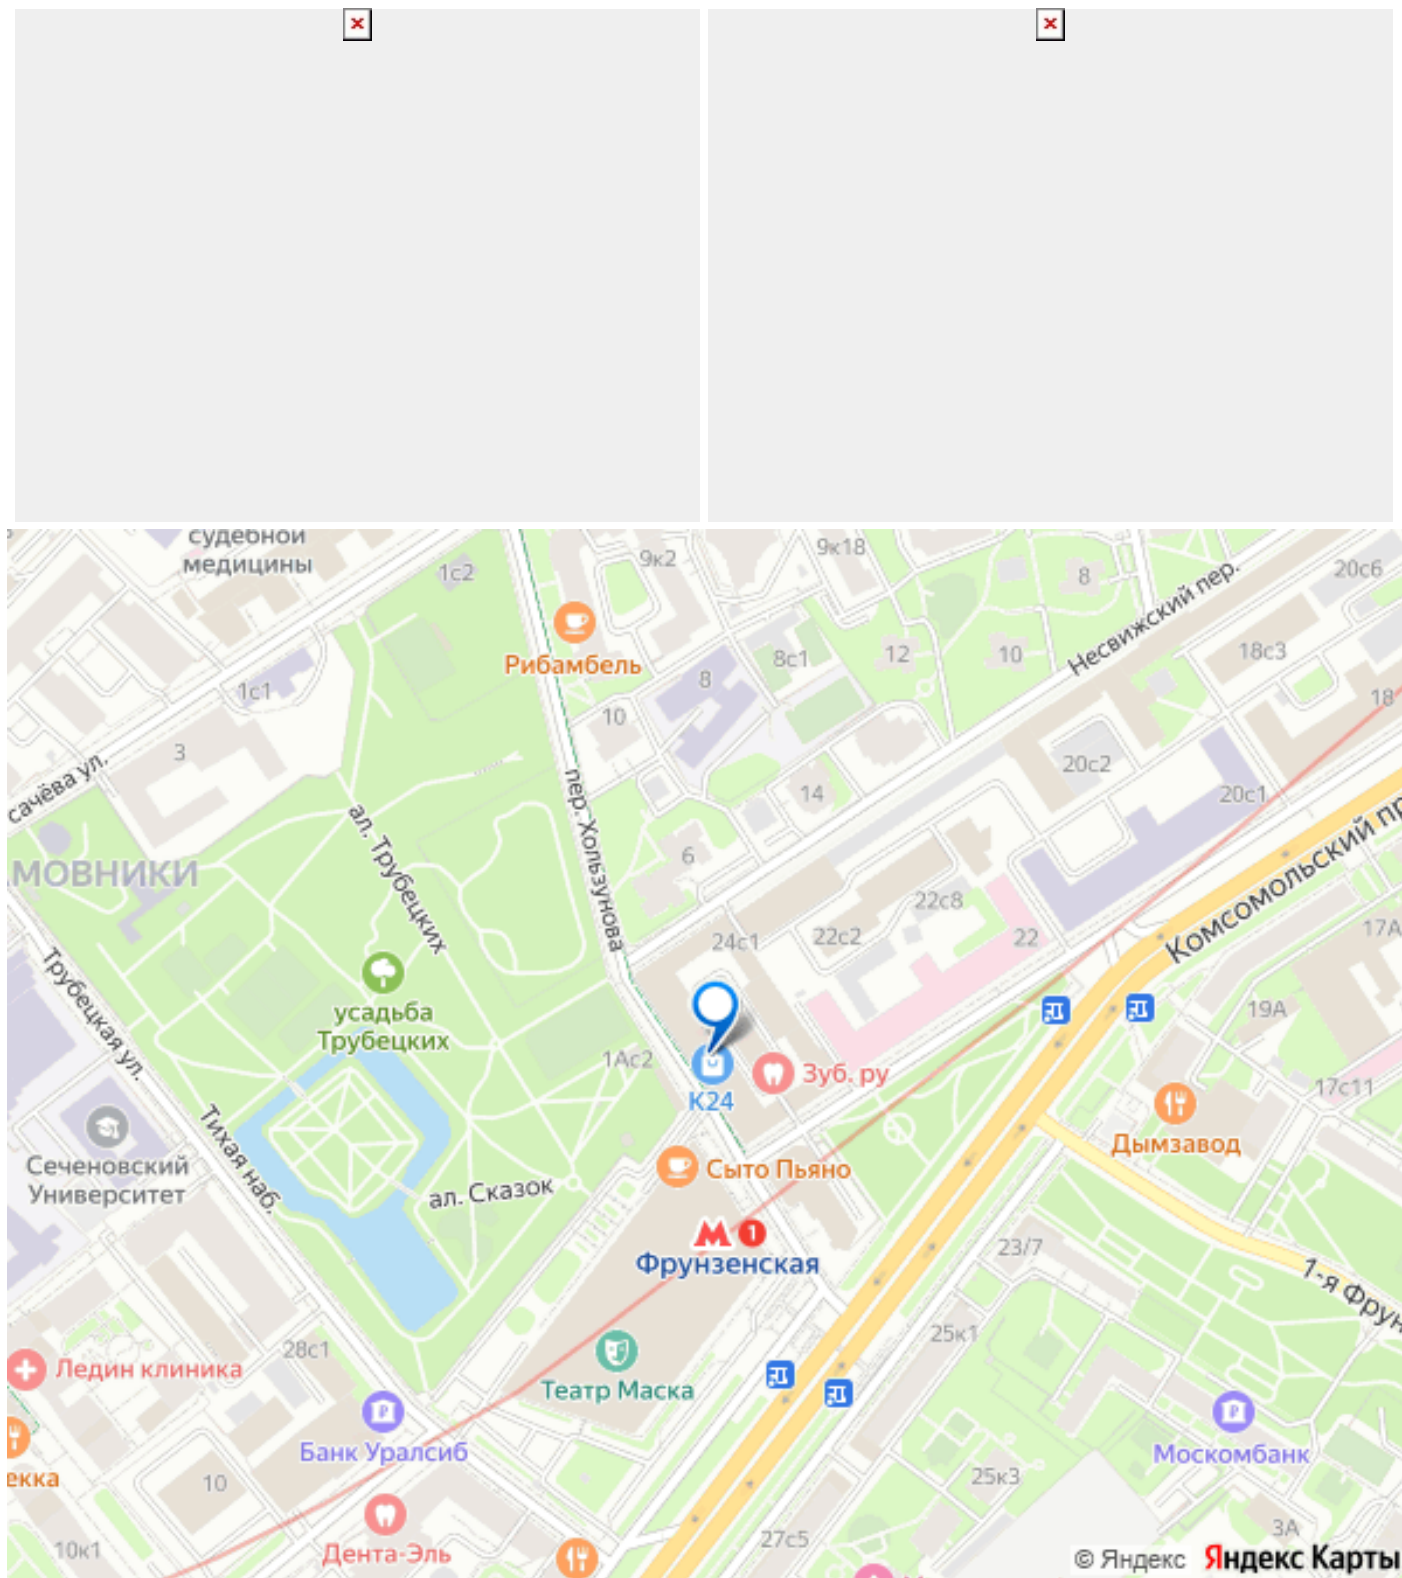 судебной
медицины
1с2
9к2
9к18
8
20с6
Рибамбель
8
8с1
12
10
Несвижский пер.
18с3
1с1
10
18
3
сачёва ул.
ал. Трубецких
пер. Хользунова
14
20с2
20с1
Комсомольский пр
МОВНИКИ
6
22с8
24с1
22с2
22
17А
Трубецкая ул.
усадьба
Трубецких
19А
1Ас2
Зуб. ру
К24
17с11
Тихая наб.
Сеченовский
Университет
Дымзавод
ал. Сказок
Сыто Пьяно
1
Фрунзенская
23/7
1-я Фрун
25к1
28с1
Ледин клиника
Театр Маска
Банк Уралсиб
Москомбанк
екка
10
25к3
Дента-Эль
10к1
27с5
3А
© Яндекс Яндекс Карты